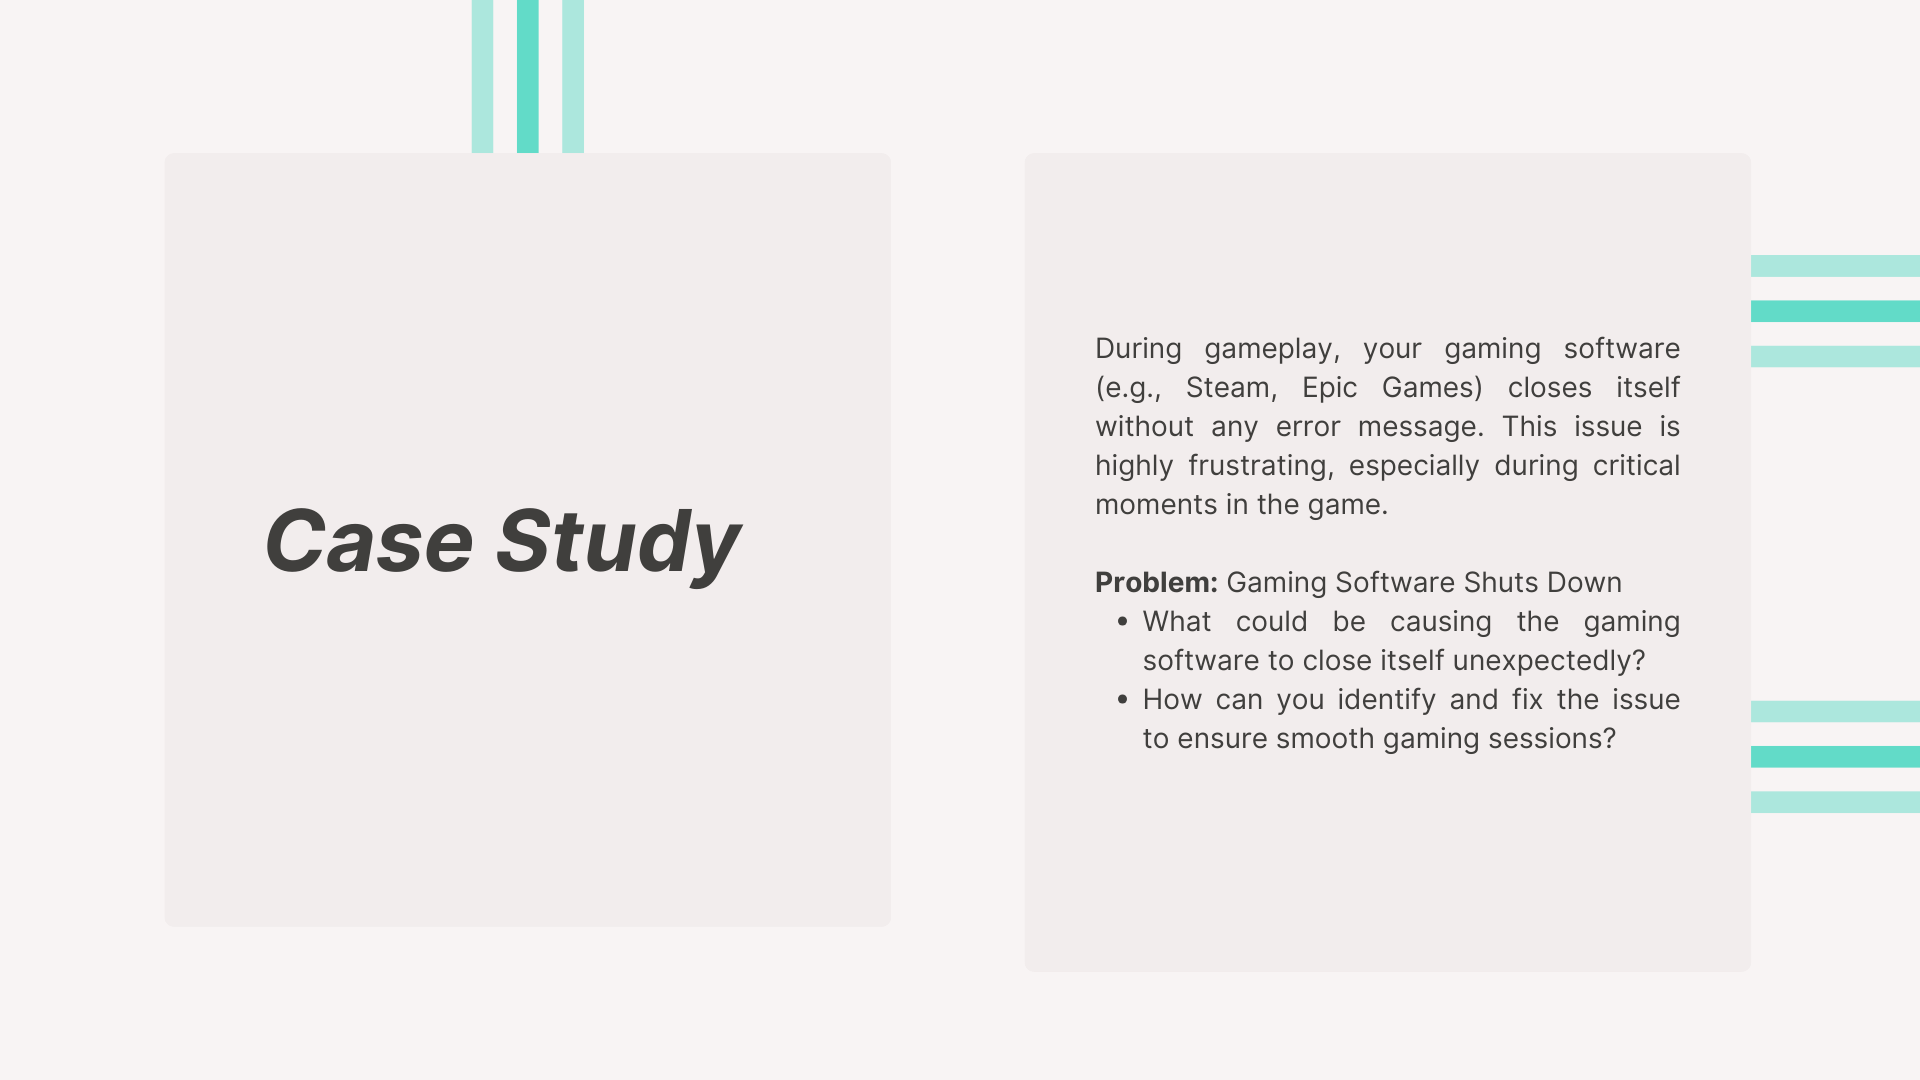 Case Study
During gameplay, your gaming software
(e.g., Steam, Epic Games) closes itself
without any error message. This issue is
highly frustrating, especially during critical
moments in the game.
Problem: Gaming Software Shuts Down
• What could be causing the gaming
software to close itself unexpectedly?
• How can you identify and fix the issue
to ensure smooth gaming sessions?